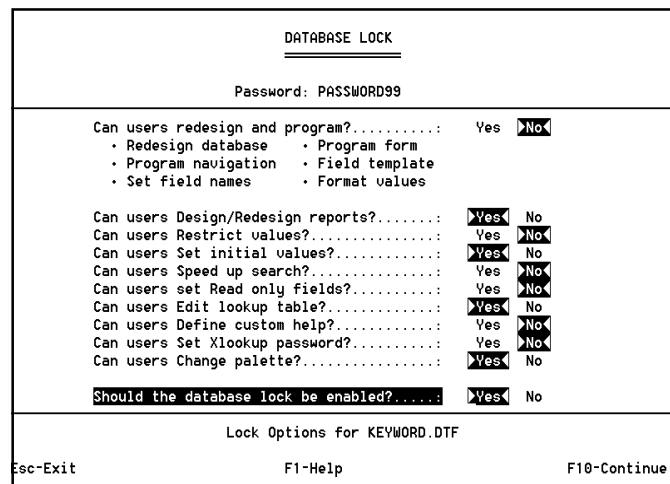 DATABASE LOCK
Password: PASSWORD99
Can users redesign and program?..........: Yes ►No◄
• Redesign database • Program form
• Program navigation • Field template
• Set field names • Format values
Can users Design/Redesign reports?.......: ►Yes◄ No
Can users Restrict values?...............: Yes ►No◄
Can users Set initial values?............: ►Yes◄ No
Can users Speed up search?...............: Yes ►No◄
Can users set Read only fields?..........: Yes ►No◄
Can users Edit lookup table?.............: ►Yes◄ No
Can users Define custom help?............: Yes ►No◄
Can users Set Xlookup password?..........: Yes ►No◄
Can users Change palette?................: ►Yes◄ No
Should the database lock be enabled?.....: ►Yes◄ No
Lock Options for KEYWORD.DTF
Esc-Exit F1-Help F10-Continue